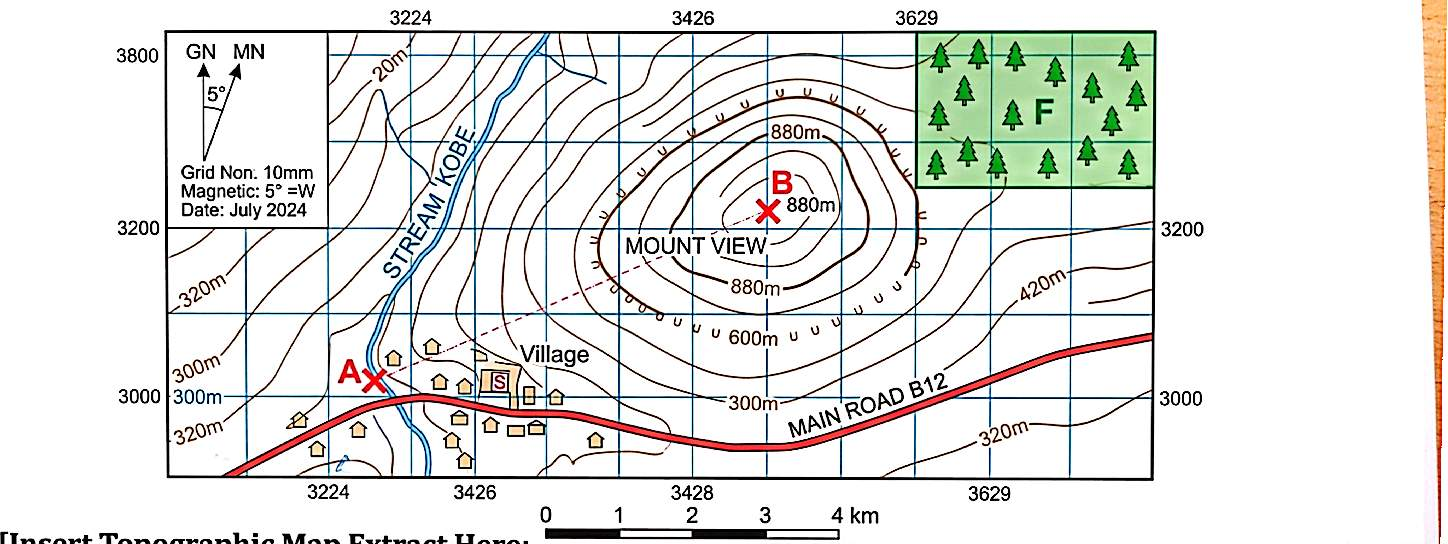 3224 3426 3629
3800
GN MN
20m
5°
F
STREAM KOBE
880m
Grid Non: 10mm
Magnetic: 5° =W
Date: July 2024
B
880m
3200 3200
MOUNT VIEW
320m
880m
420m
600m
Village
300m
A
S
3000 300m 300m 3000
MAIN ROAD B12
320m 320m
3224 3426 3428 3629
0 1 2 3 4 km
[Insert Topographic Map Extract Here: